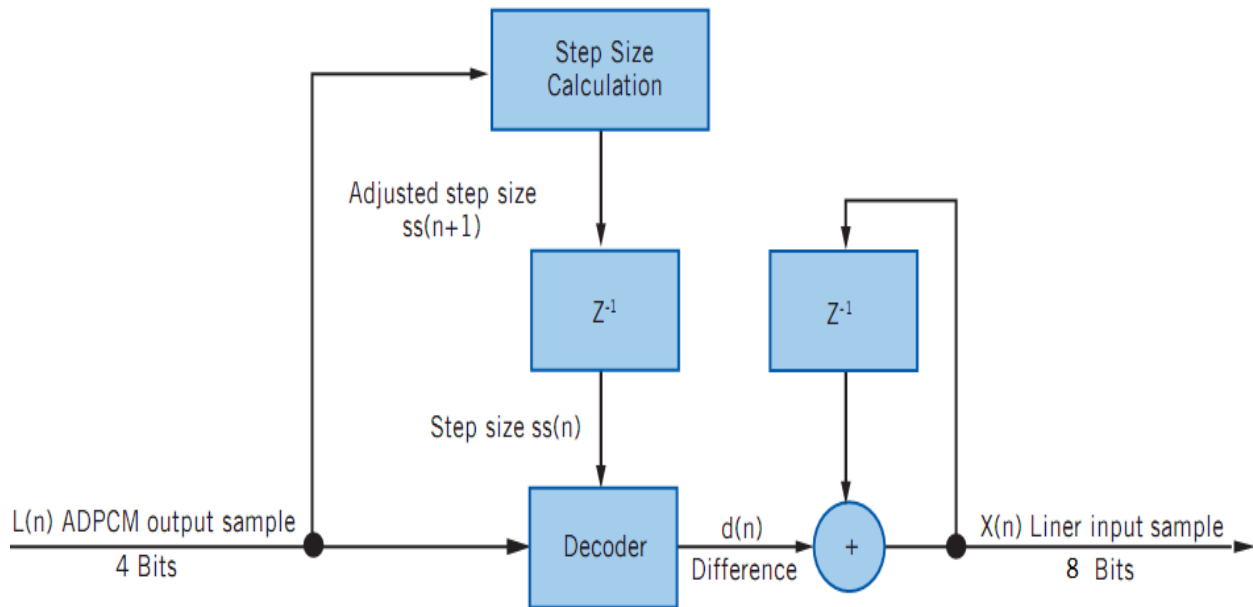 Step Size
Calculation
Adjusted step size
ss(n+1)
Z-1
Z-1
Step size ss(n)
L(n) ADPCM output sample
4 Bits
Decoder
d(n)
Difference
+
X(n) Liner input sample
8 Bits